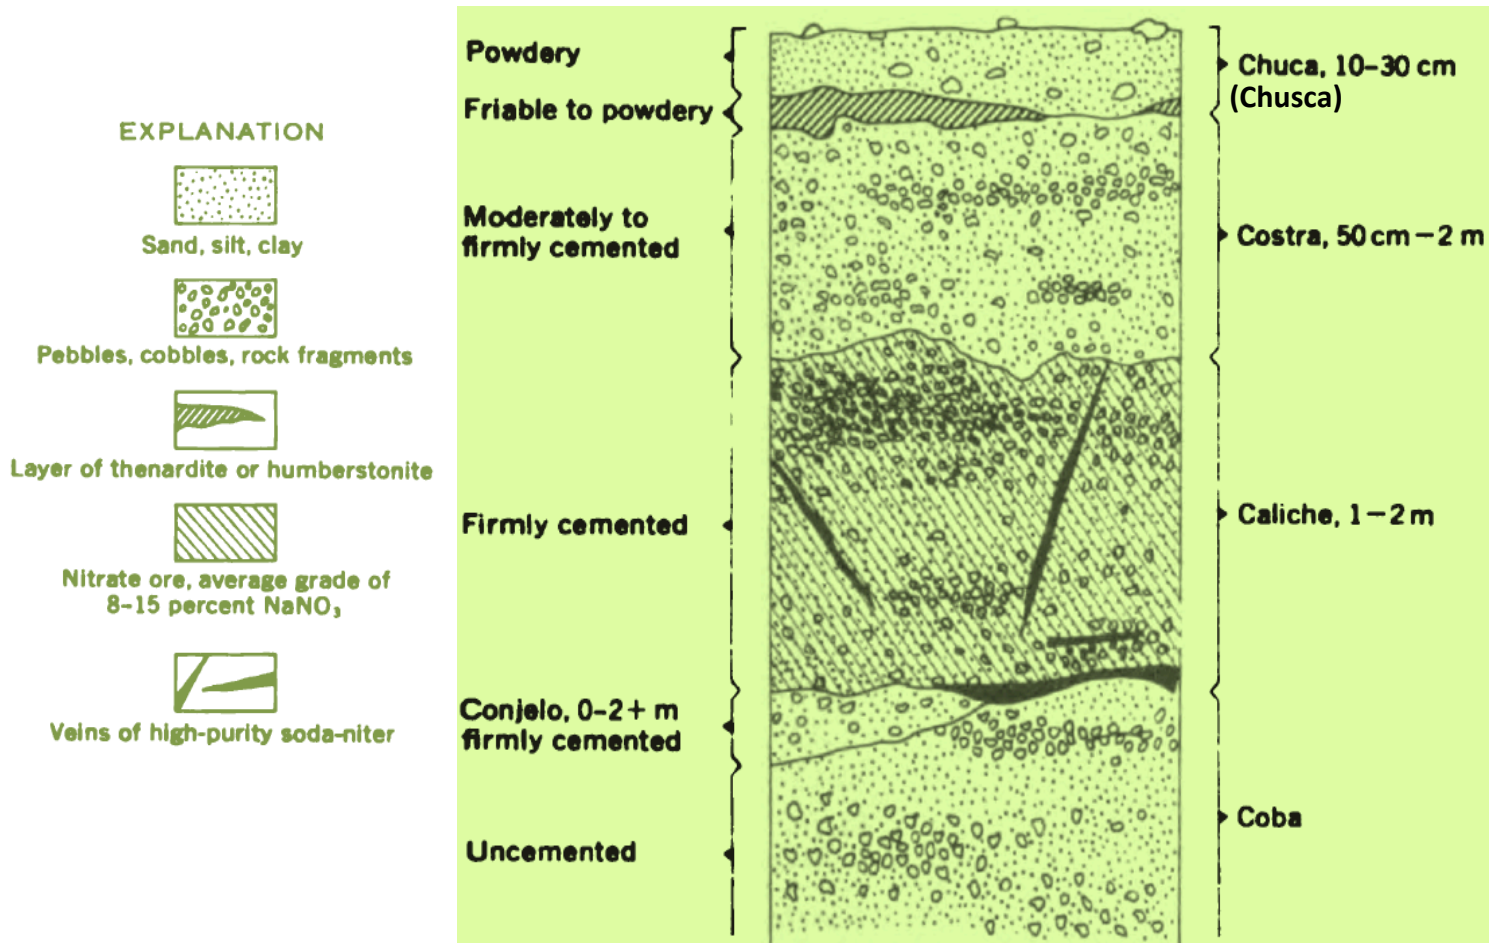 EXPLANATION
Sand, silt, clay
Pebbles, cobbles, rock fragments
Layer of thenardite or humberstonite
Nitrate ore, average grade of
8-15 percent NaNO₃
Veins of high-purity soda-niter
Powdery
Friable to powdery
Moderately to
firmly cemented
Firmly cemented
Conjelo, 0-2+ m
firmly cemented
Uncemented
Chuca, 10-30 cm
(Chusca)
Costra, 50 cm-2 m
Caliche, 1-2 m
Coba